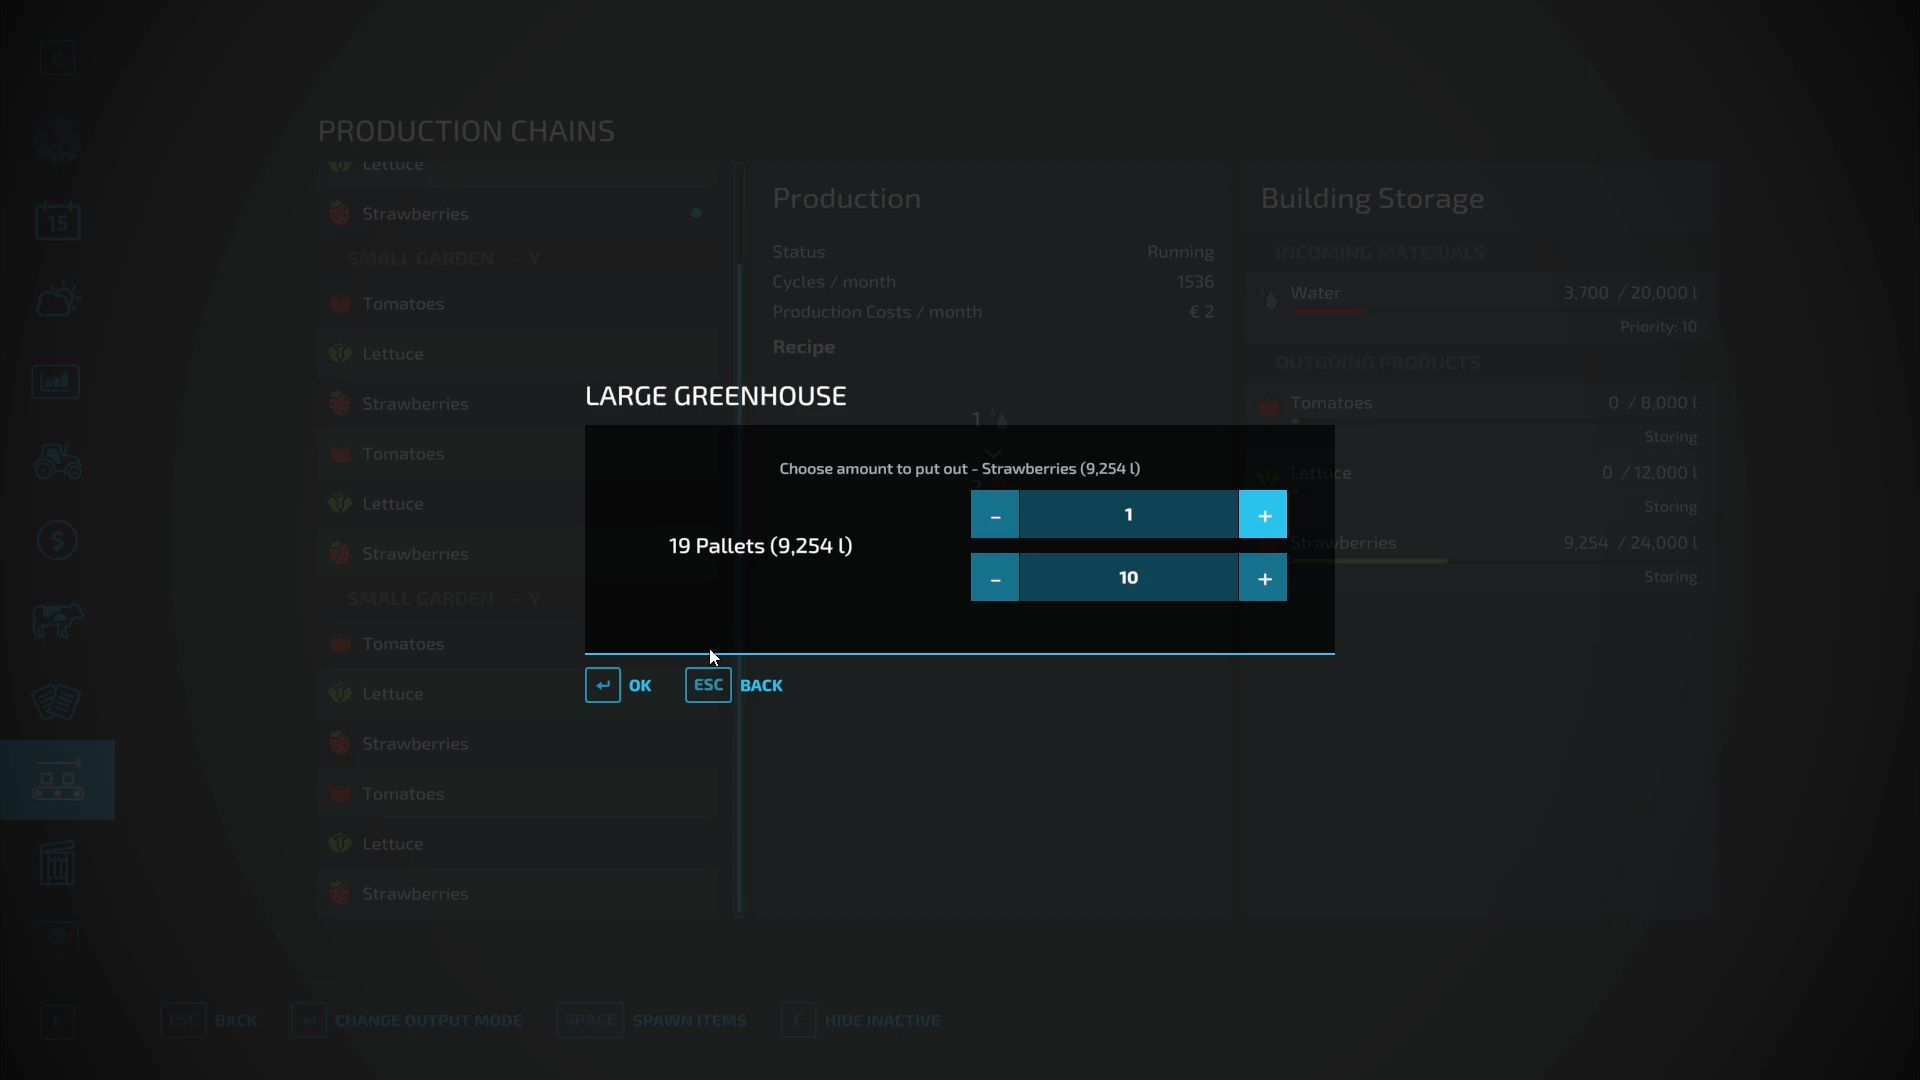 Q
PRODUCTION CHAINS
Lettuce
Strawberries
SMALL GARDEN - Y
Tomatoes
Lettuce
Strawberries
Tomatoes
Lettuce
Strawberries
SMALL GARDEN - Y
Tomatoes
Lettuce
Strawberries
Tomatoes
Lettuce
Strawberries
15
$
Production
Status Running
Cycles / month 1536
Production Costs / month € 2
Recipe
1
Building Storage
INCOMING MATERIALS
Water 3,700 / 20,000 l
Priority: 10
OUTGOING PRODUCTS
Tomatoes 0 / 8,000 l
Storing
Lettuce 0 / 12,000 l
Storing
Strawberries 9,254 / 24,000 l
Storing
LARGE GREENHOUSE
Choose amount to put out - Strawberries (9,254 l)
19 Pallets (9,254 l)
- 1 +
- 10 +
OK ESC BACK
E
ESC BACK CHANGE OUTPUT MODE SPACE SPAWN ITEMS C HIDE INACTIVE